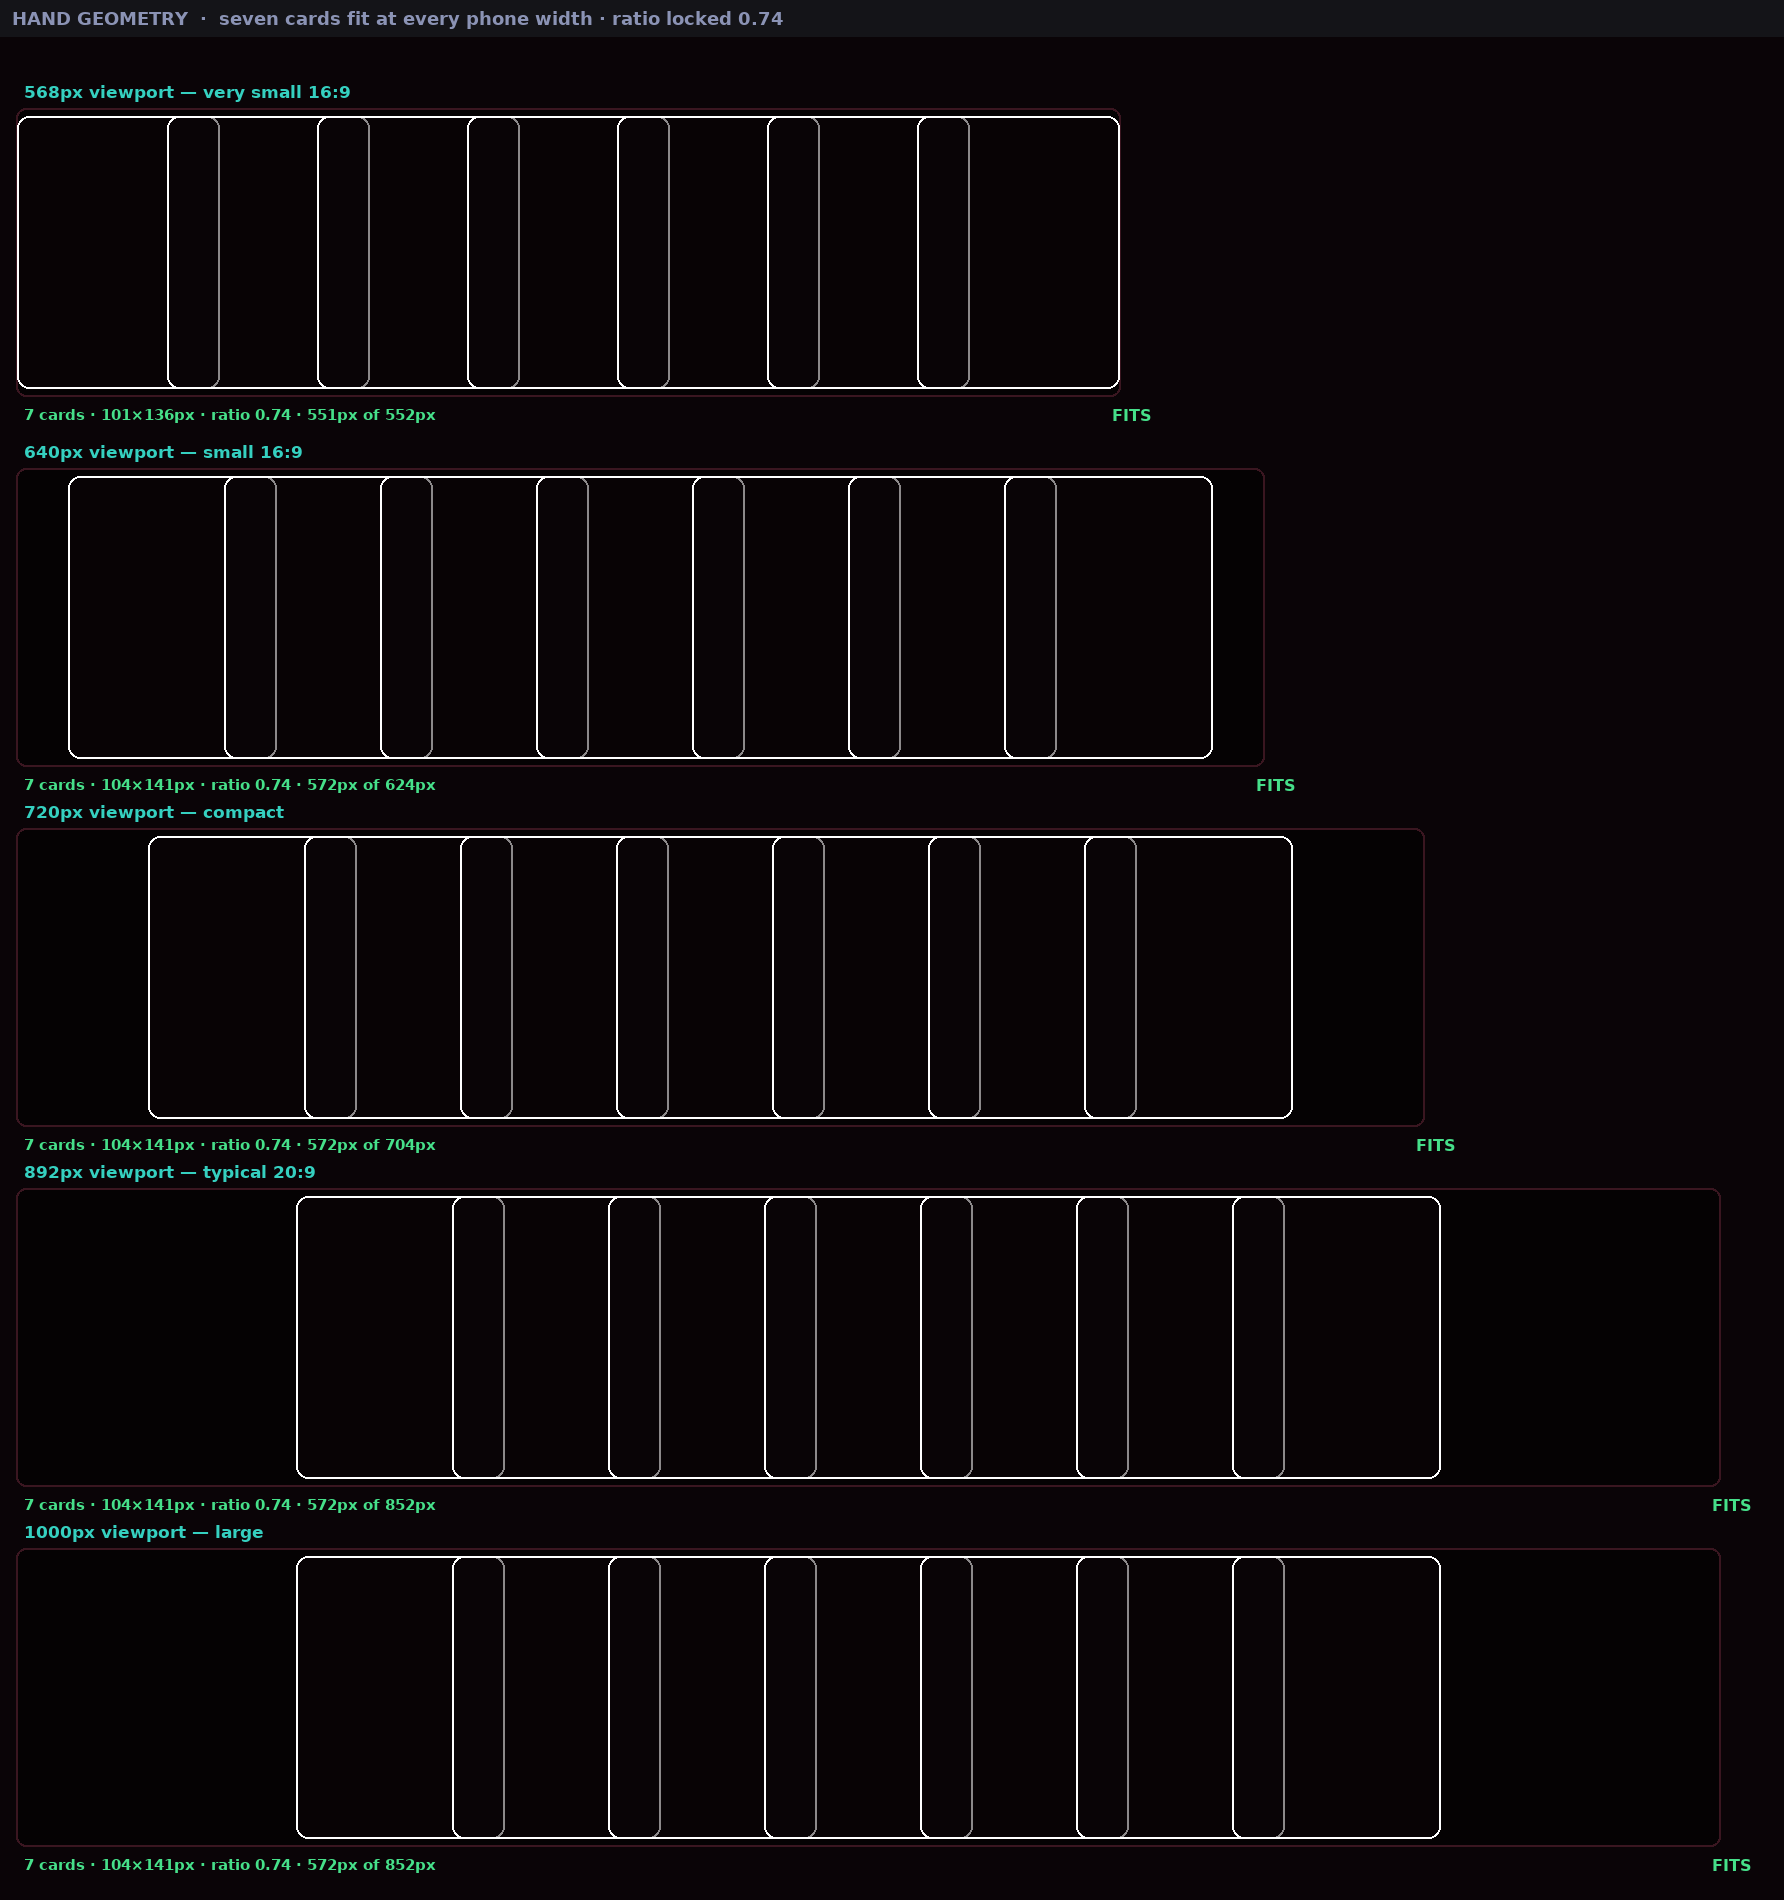 HAND GEOMETRY · seven cards fit at every phone width · ratio locked 0.74
568px viewport — very small 16:9
7 cards · 101×136px · ratio 0.74 · 551px of 552px FITS
640px viewport — small 16:9
7 cards · 104×141px · ratio 0.74 · 572px of 624px FITS
720px viewport — compact
7 cards · 104×141px · ratio 0.74 · 572px of 704px FITS
892px viewport — typical 20:9
7 cards · 104×141px · ratio 0.74 · 572px of 852px FITS
1000px viewport — large
7 cards · 104×141px · ratio 0.74 · 572px of 852px FITS